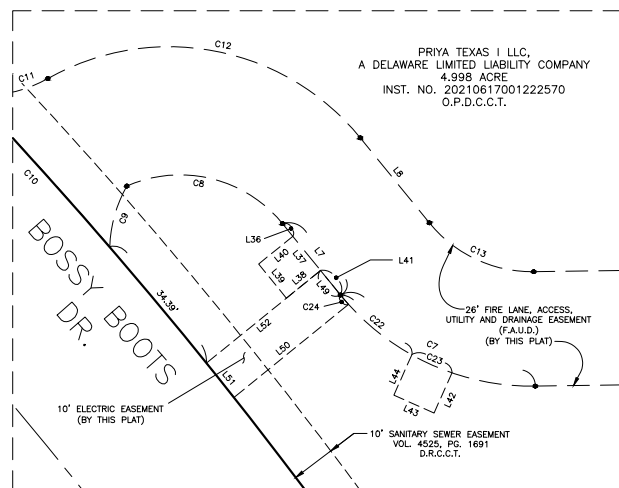 C12
PRIYA TEXAS I LLC,
A DELAWARE LIMITED LIABILITY COMPANY
4.998 ACRE
INST. NO. 20210617001222570
O.P.D.C.C.T.
C11
L8
C10
C8
C9
L36
L40
L37
L7
L41
C13
L39
L38
L49
BOSSY BOOTS
DR.
34.39'
C24
26' FIRE LANE, ACCESS,
UTILITY AND DRAINAGE EASEMENT
(F.A.U.D.)
(BY THIS PLAT)
L52
C22
L50
C7
C23
L51
L44
L42
L43
10' ELECTRIC EASEMENT
(BY THIS PLAT)
10' SANITARY SEWER EASEMENT
VOL. 4525, PG. 1691
D.R.C.C.T.